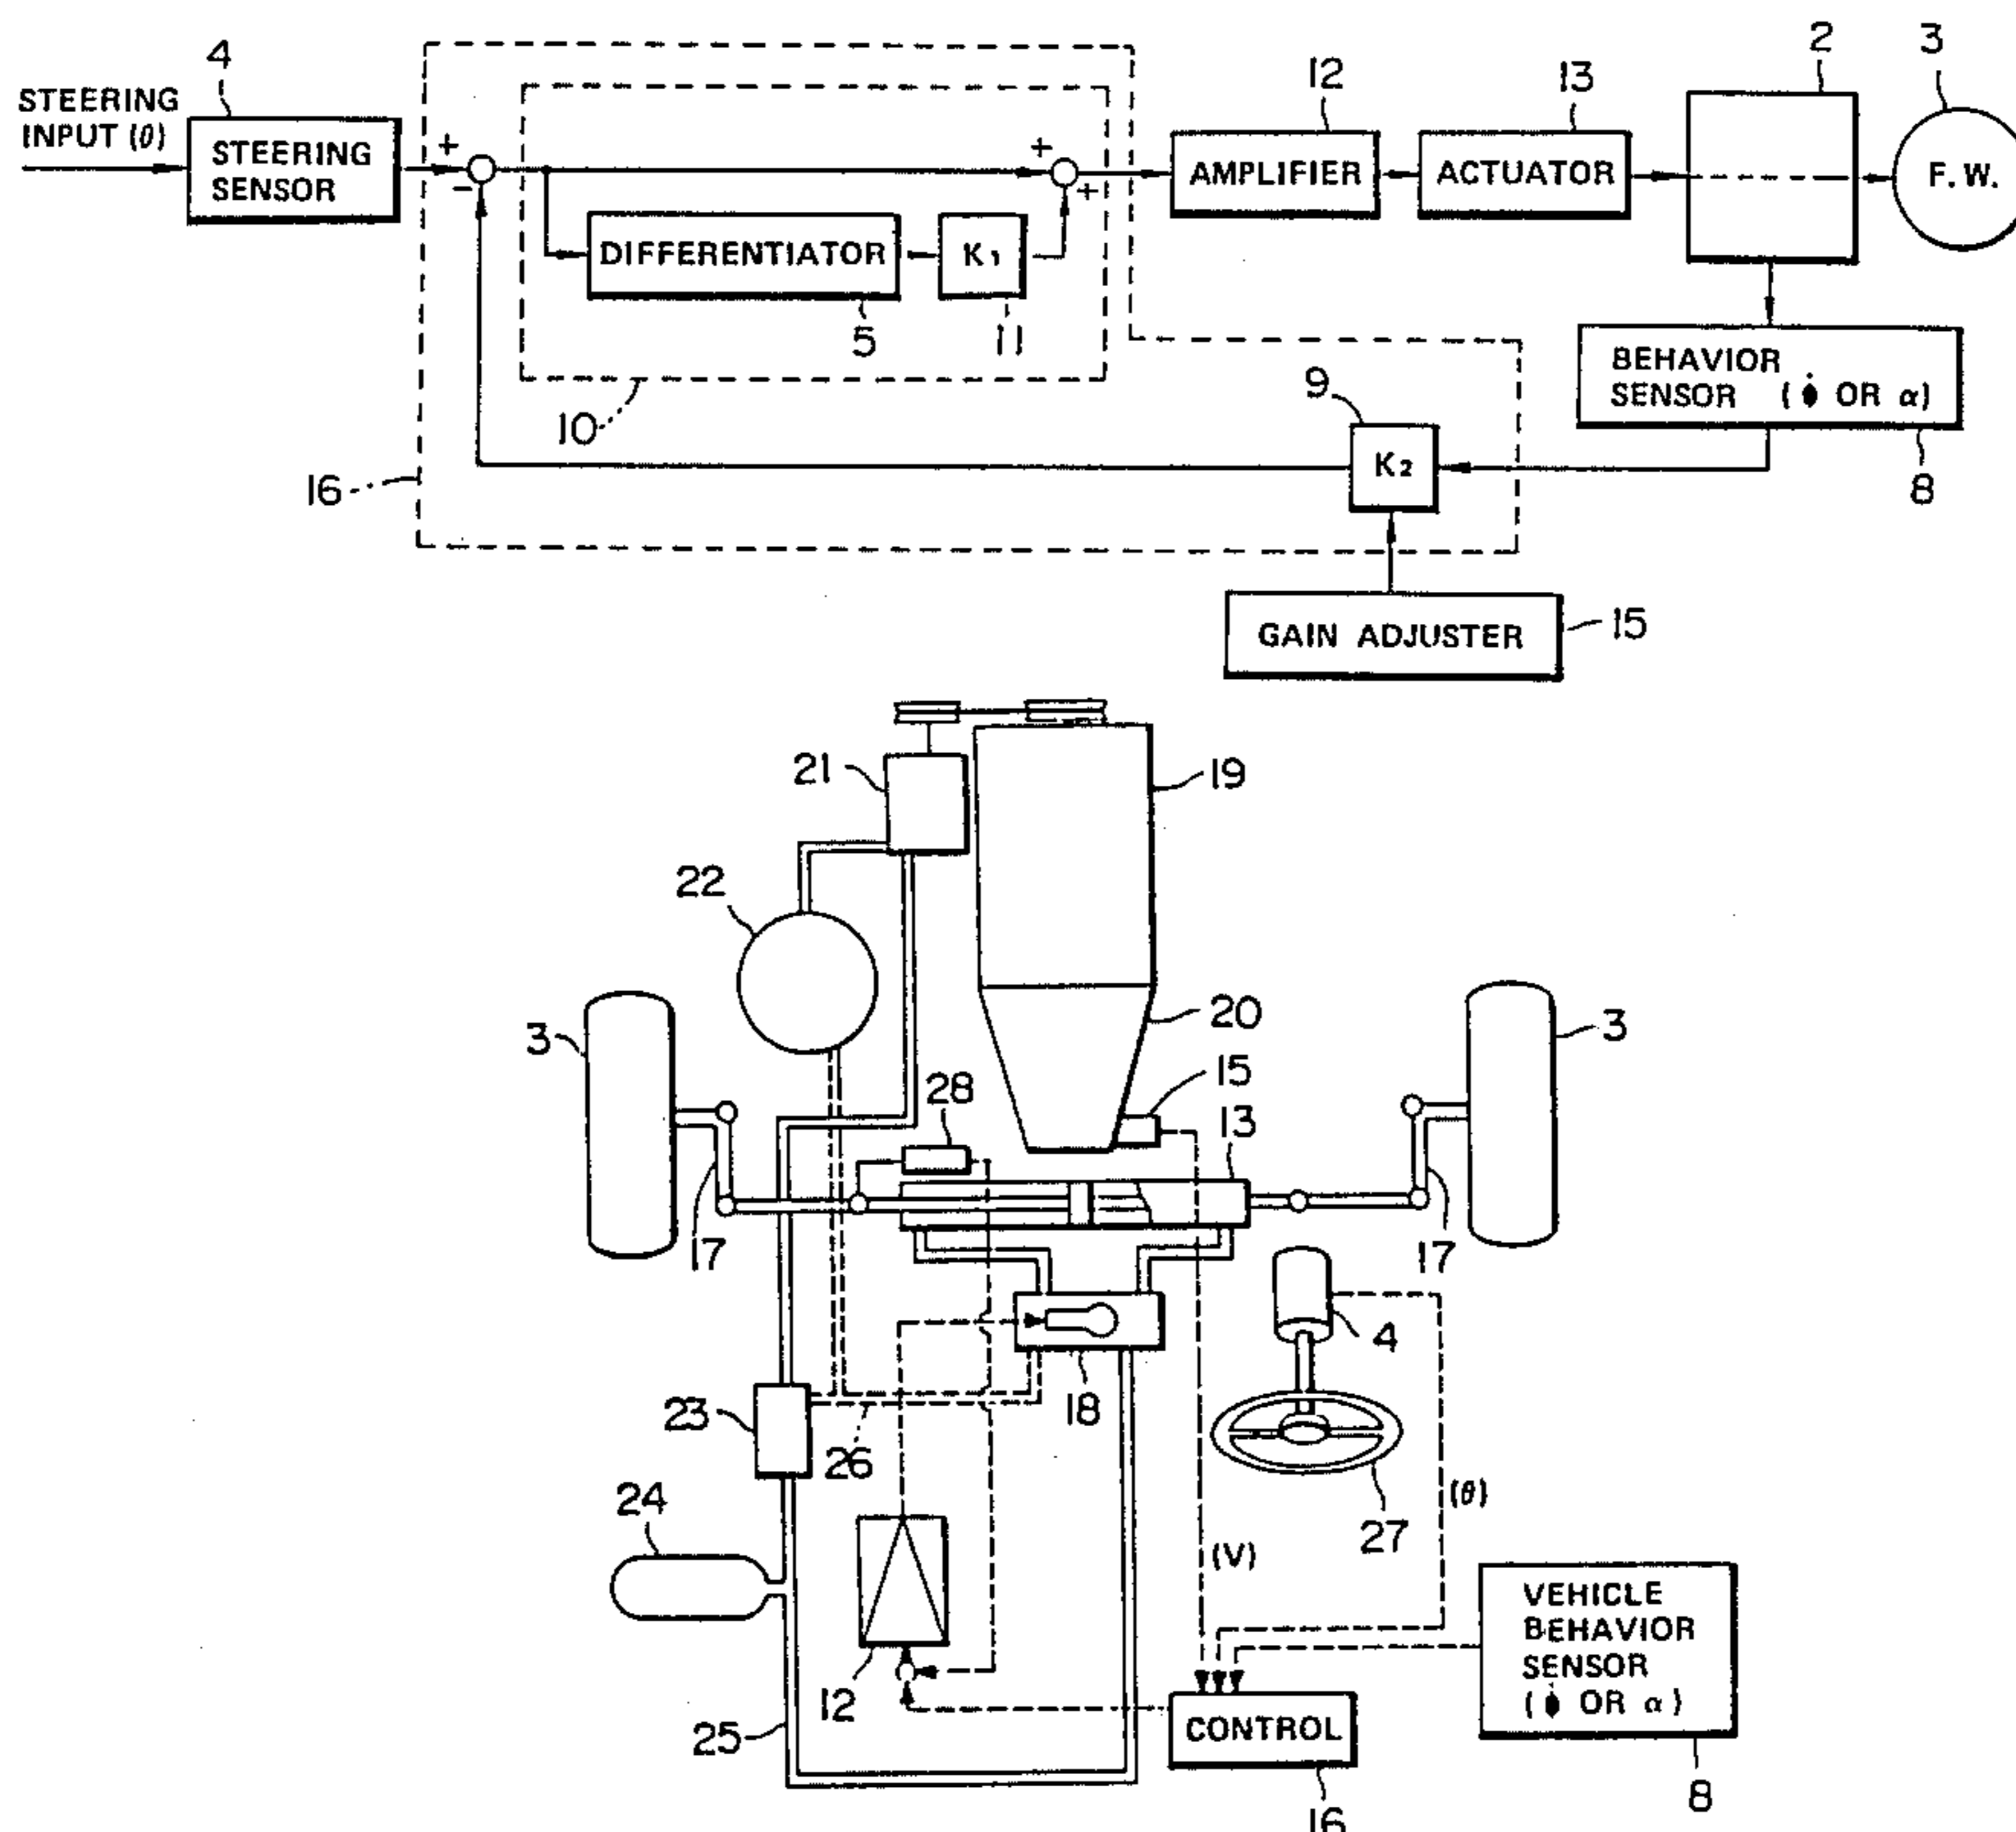 4
2
3
12
13
STEERING
INPUT (θ)
STEERING
SENSOR
+
−
+
+
AMPLIFIER
ACTUATOR
F. W.
DIFFERENTIATOR
K₁
5
11
BEHAVIOR
SENSOR (φ̇ OR α)
9
10
K₂
16
8
GAIN ADJUSTER
15
21
19
22
20
3
3
15
28
13
17
17
4
23
18
26
24
(θ)
27
(V)
VEHICLE
BEHAVIOR
SENSOR
(φ̇ OR α)
12
25
CONTROL
8
16